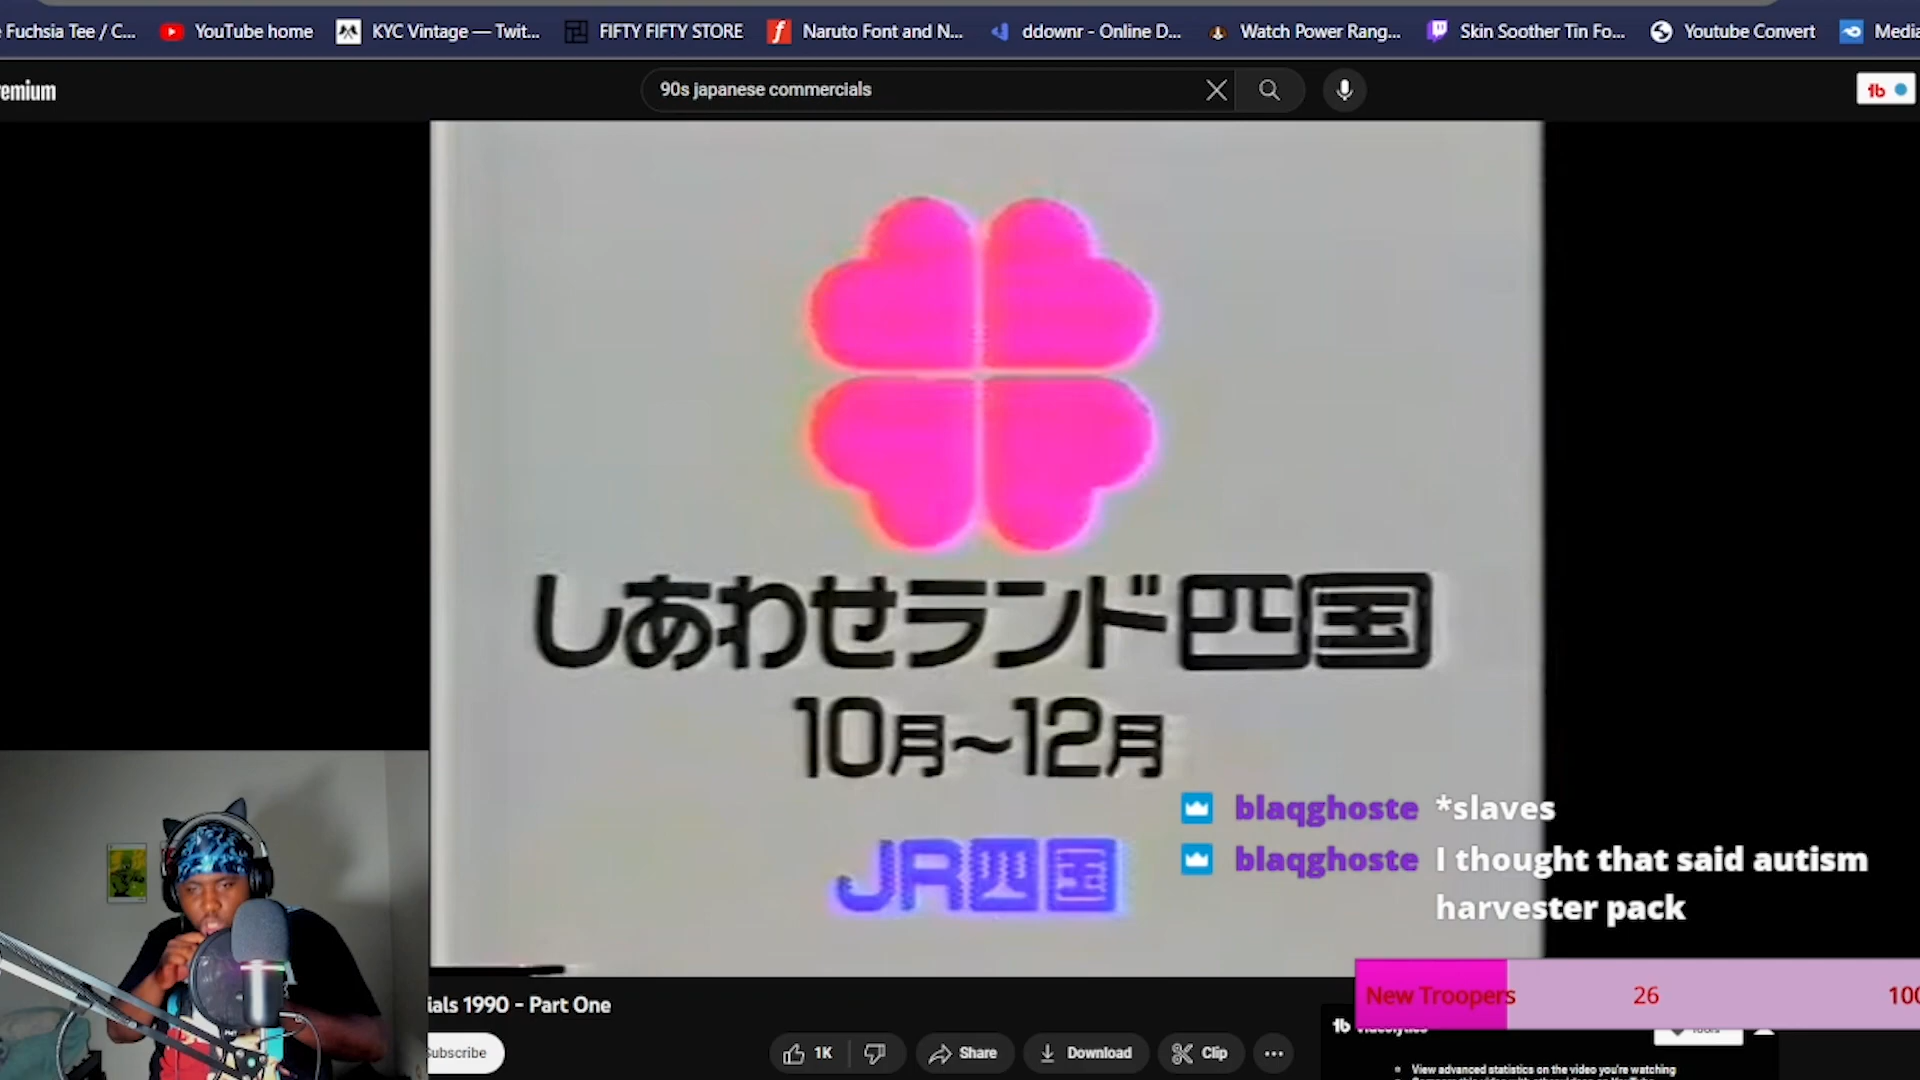 Fuchsia Tee / C...
YouTube home
KYC Vintage — Twit...
FIFTY FIFTY STORE
Naruto Font and N...
ddownr - Online D...
Watch Power Rang...
Skin Soother Tin Fo...
Youtube Convert
Media
emium
90s japanese commercials
しあわせランド四国
10月～12月
JR四国
blaqghoste *slaves
blaqghoste I thought that said autism
harvester pack
New Troopers 26 100
ials 1990 - Part One
ubscribe
1K
Share
Download
Clip
View advanced statistics on the video you're watching